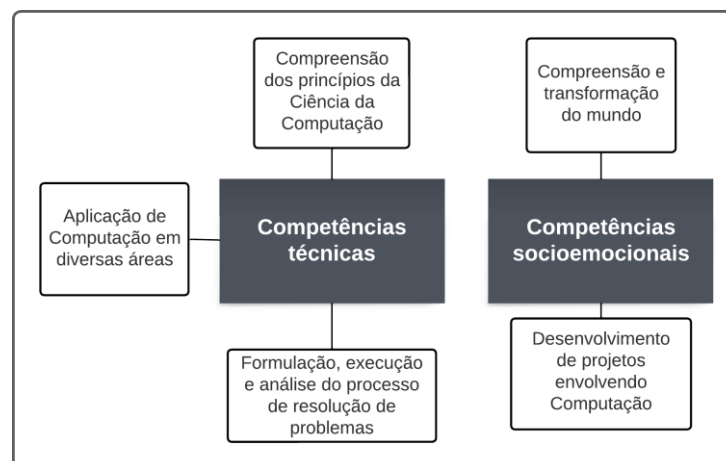 Compreensão
dos princípios da
Ciência da
Computação
Compreensão e
transformação
do mundo
Aplicação de
Computação em
diversas áreas
Competências
técnicas
Competências
socioemocionais
Formulação, execução
e análise do processo
de resolução de
problemas
Desenvolvimento
de projetos
envolvendo
Computação